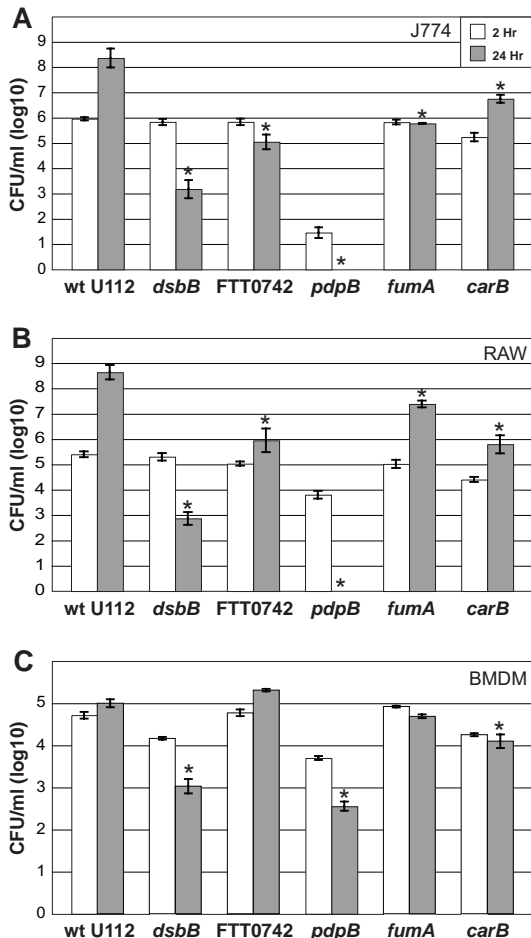 A
J774
2 Hr
24 Hr
CFU/ml (log10)
9
8
7
6
5
4
3
2
1
0
*
*
*
*
*
wt U112 dsbB FTT0742 pdpB fumA carB
B
RAW
CFU/ml (log10)
9
8
7
6
5
4
3
2
1
0
*
*
*
*
*
wt U112 dsbB FTT0742 pdpB fumA carB
C
BMDM
CFU/ml (log10)
5
4
3
2
1
0
*
*
*
wt U112 dsbB FTT0742 pdpB fumA carB